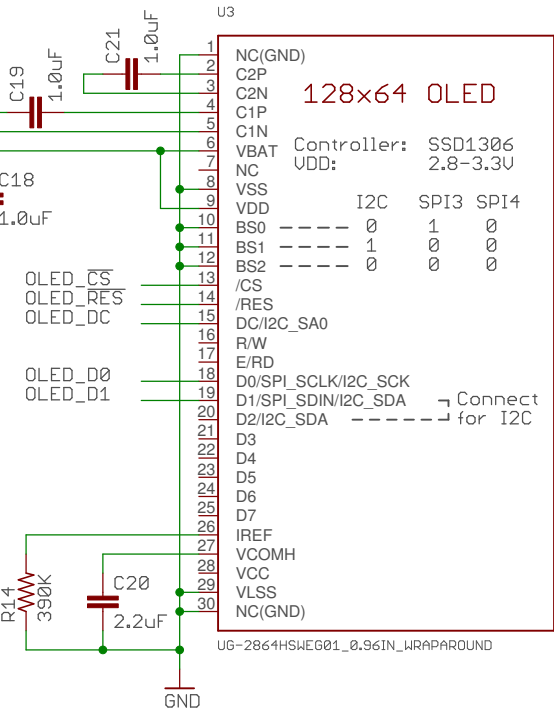 U3
C21
1.0uF
C19
1.0uF
C18
1.0uF
128x64 OLED
Controller: SSD1306
VDD: 2.8-3.3V
I2C SPI3 SPI4
1 NC(GND)
2 C2P
3 C2N
4 C1P
5 C1N
6 VBAT
7 NC
8 VSS
9 VDD
10 BS0 ---- 0 1 0
11 BS1 ---- 1 0 0
12 BS2 ---- 0 0 0
OLED_CS 13 /CS
OLED_RES 14 /RES
OLED_DC 15 DC/I2C_SA0
16 R/W
17 E/RD
OLED_D0 18 D0/SPI_SCLK/I2C_SCK
OLED_D1 19 D1/SPI_SDIN/I2C_SDA Connect
20 D2/I2C_SDA ----- for I2C
21 D3
22 D4
23 D5
24 D6
25 D7
26 IREF
27 VCOMH
28 VCC
29 VLSS
30 NC(GND)
R14
390K
C20
2.2uF
UG-2864HSWEG01_0.96IN_WRAPAROUND
GND